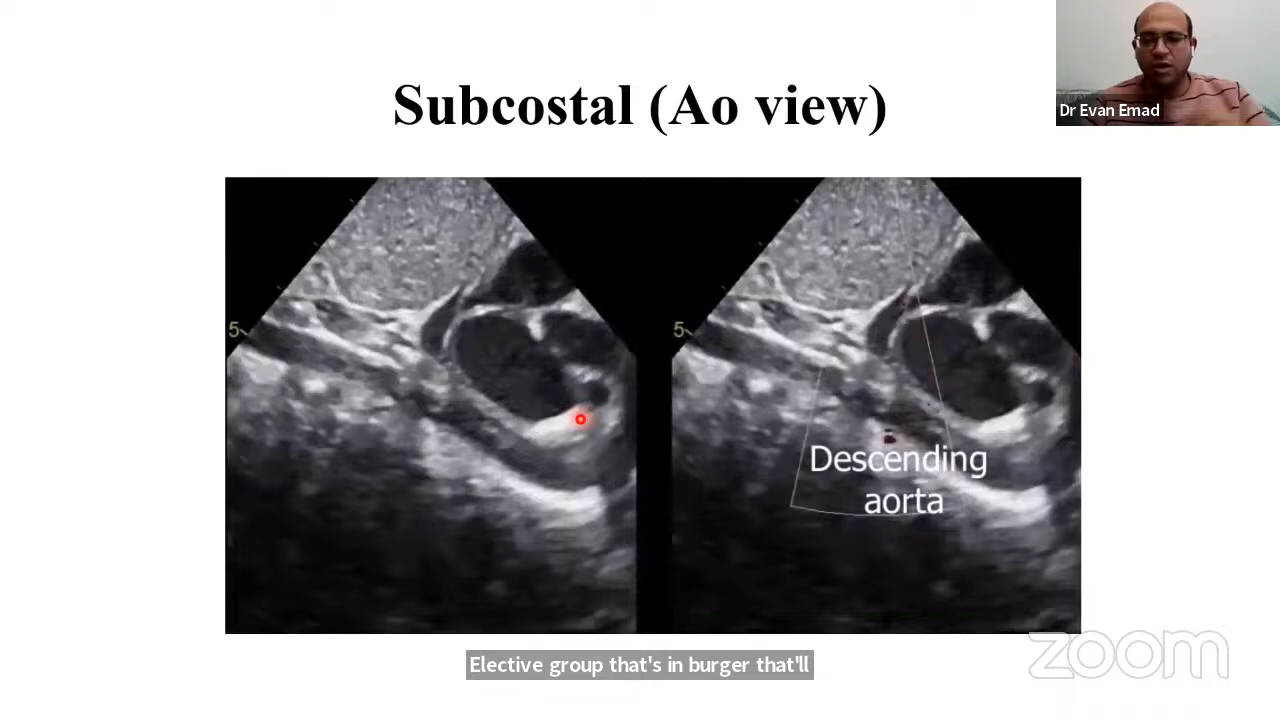 Dr Evan Emad
Subcostal (Ao view)
5
5
Descending
aorta
Elective group that's in burger that'll
zoom